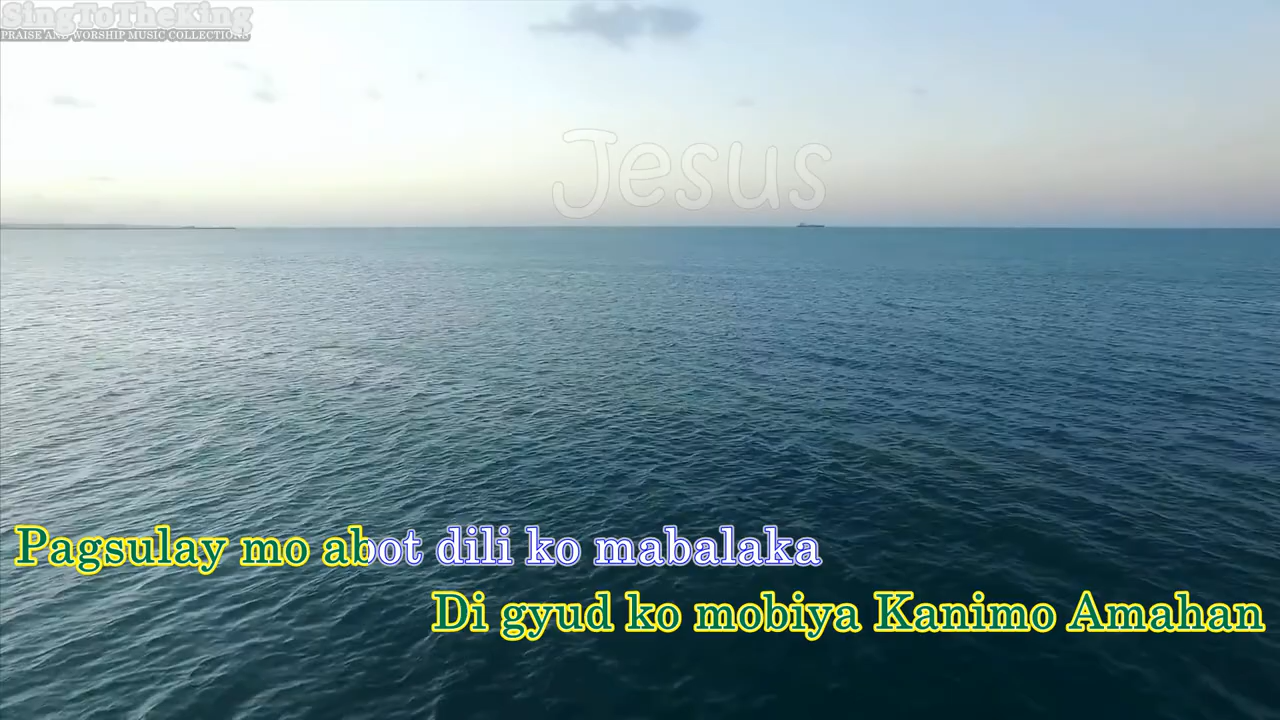 SingToTheKing
PRAISE AND WORSHIP MUSIC COLLECTIONS
Jesus
Pagsulay mo abot dili ko mabalaka
Di gyud ko mobiya Kanimo Amahan